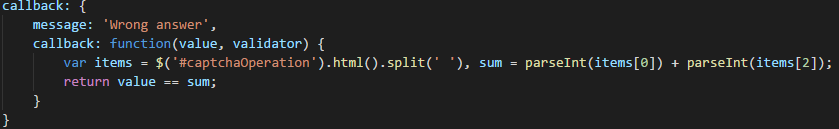 callback: {
    message: 'Wrong answer',
    callback: function(value, validator) {
        var items = $('#captchaOperation').html().split(' '), sum = parseInt(items[0]) + parseInt(items[2]);
        return value == sum;
    }
}